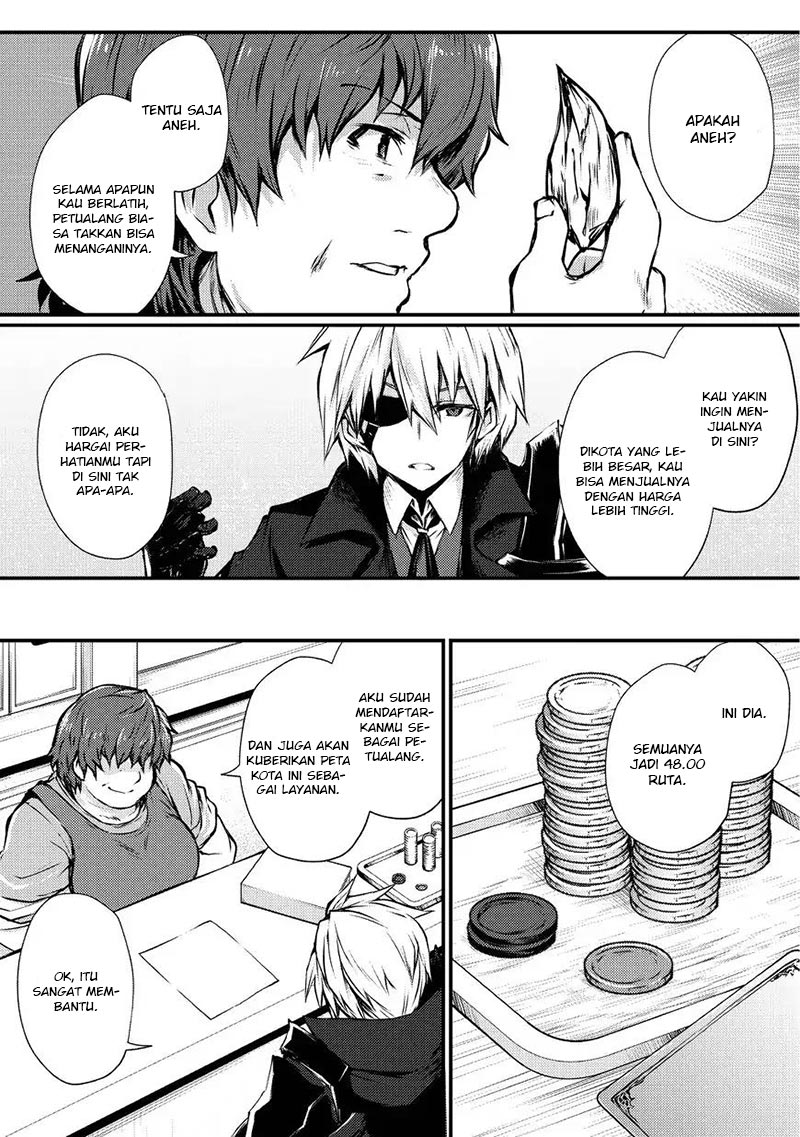 APAKAH
ANEH?
TENTU SAJA
ANEH.
SELAMA APAPUN
KAU BERLATIH,
PETUALANG BIA-
SA TAKKAN BISA
MENANGANINYA.
KAU YAKIN
INGIN MEN-
JUALNYA
DI SINI?
DIKOTA YANG LE-
BIH BESAR, KAU
BISA MENJUALNYA
DENGAN HARGA
LEBIH TINGGI.
TIDAK, AKU
HARGAI PER-
HATIANMU TAPI
DI SINI TAK
APA-APA.
INI DIA.
SEMUANYA
JADI 48.00
RUTA.
AKU SUDAH
MENDAFTAR-
KANMU SE-
BAGAI PE-
TUALANG.
DAN JUGA AKAN
KUBERIKAN PETA
KOTA INI SEBA-
GAI LAYANAN.
OK, ITU
SANGAT MEM-
BANTU.